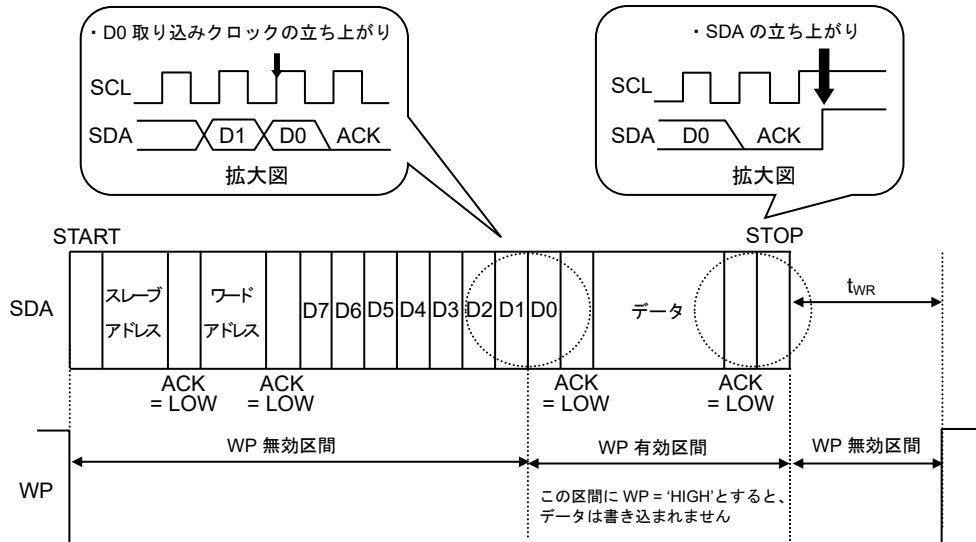 ・D0 取り込みクロックの立ち上がり
SCL
SDA D1 D0 ACK
拡大図
・SDA の立ち上がり
SCL
SDA D0 ACK
拡大図
START
STOP
SDA
スレーブ
アドレス
ワード
アドレス
D7 D6 D5 D4 D3 D2 D1 D0
データ
tWR
ACK
= LOW
ACK
= LOW
ACK
= LOW
ACK
= LOW
WP 無効区間
WP 有効区間
WP 無効区間
WP
この区間に WP = 'HIGH'とすると、
データは書き込まれません